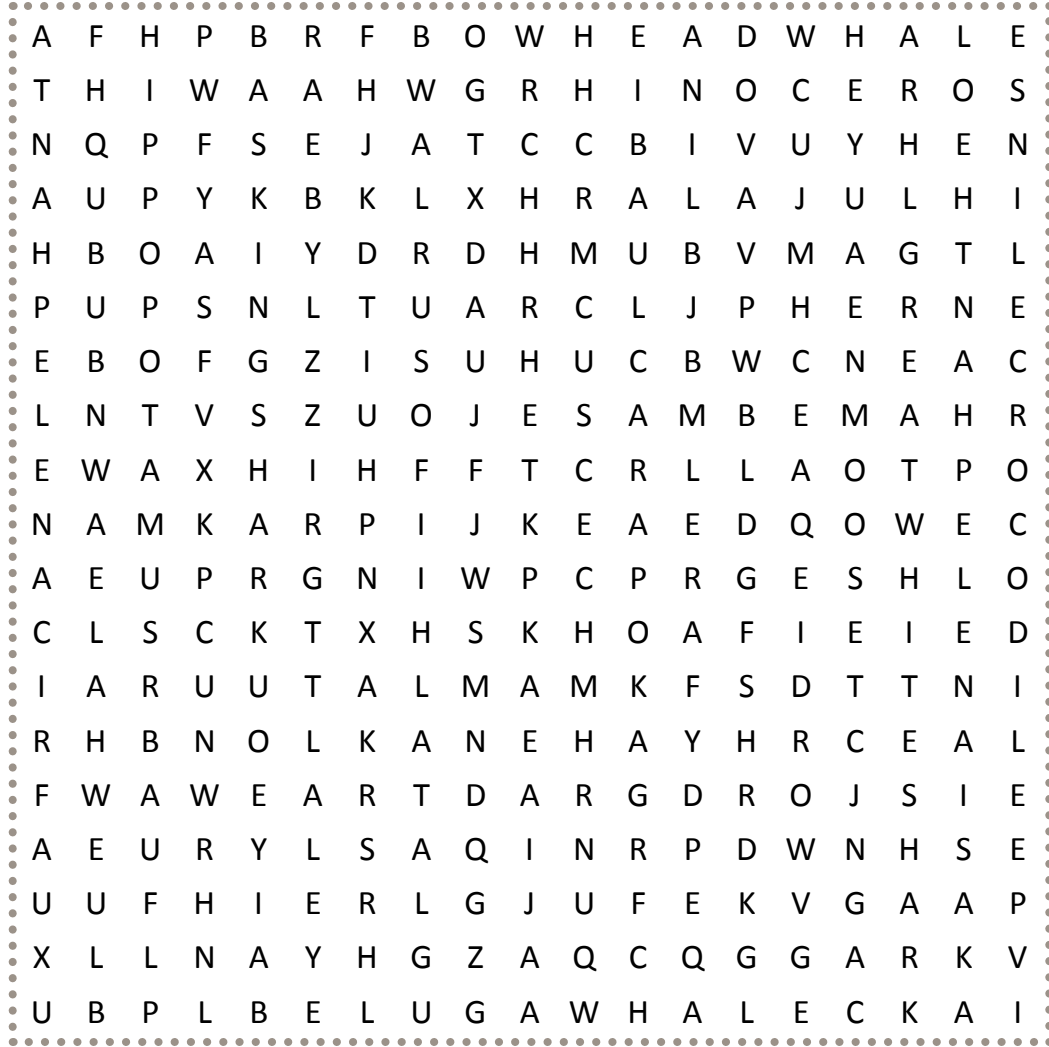 A F H P B R F B O W H E A D W H A L E
T H I W A A H W G R H I N O C E R O S
N Q P F S E J A T C C B I V U Y H E N
A U P Y K B K L X H R A L A J U L H I
H B O A I Y D R D H M U B V M A G T L
P U P S N L T U A R C L J P H E R N E
E B O F G Z I S U H U C B W C N E A C
L N T V S Z U O J E S A M B E M A H R
E W A X H I H F F T C R L L A O T P O
N A M K A R P I J K E A E D Q O W E C
A E U P R G N I W P C P R G E S H L O
C L S C K T X H S K H O A F I E I E D
I A R U U T A L M A M K F S D T T N I
R H B N O L K A N E H A Y H R C E A L
F W A W E A R T D A R G D R O J S I E
A E U R Y L S A Q I N R P D W N H S E
U U F H I E R L G J U F E K V G A A P
X L L N A Y H G Z A Q C Q G G A R K V
U B P L B E L U G A W H A L E C K A I